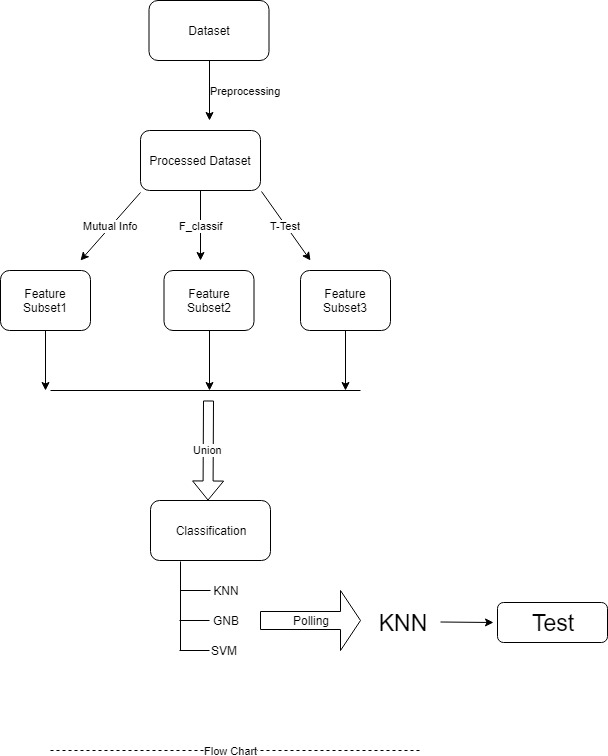 Dataset
Preprocessing
Processed Dataset
Mutual Info
F_classif
T-Test
Feature
Subset1
Feature
Subset2
Feature
Subset3
Union
Classification
KNN
GNB
SVM
Polling
KNN
Test
Flow Chart